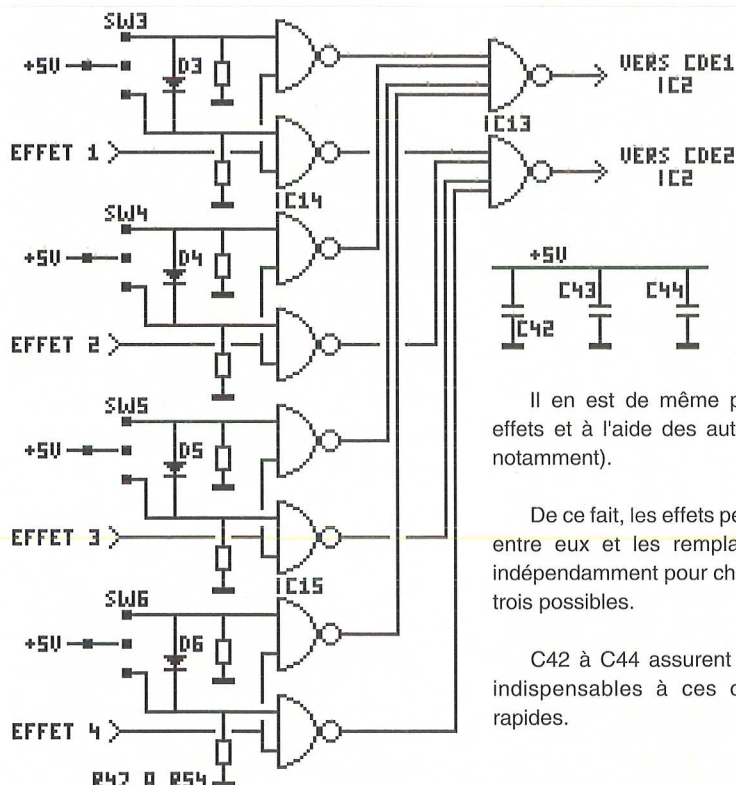 SW3
+5V
D3
EFFET 1
IC14
IC13
VERS CDE1
IC2
VERS CDE2
IC2
SW4
+5V
D4
EFFET 2
+5V
C42
C43
C44
SW5
+5V
D5
EFFET 3
IC15
SW6
+5V
D6
EFFET 4
R47 A R54
Il en est de même p
effets et à l'aide des aut
notamment).
De ce fait, les effets pe
entre eux et les rempla
indépendamment pour ch
trois possibles.
C42 à C44 assurent
indispensables à ces c
rapides.